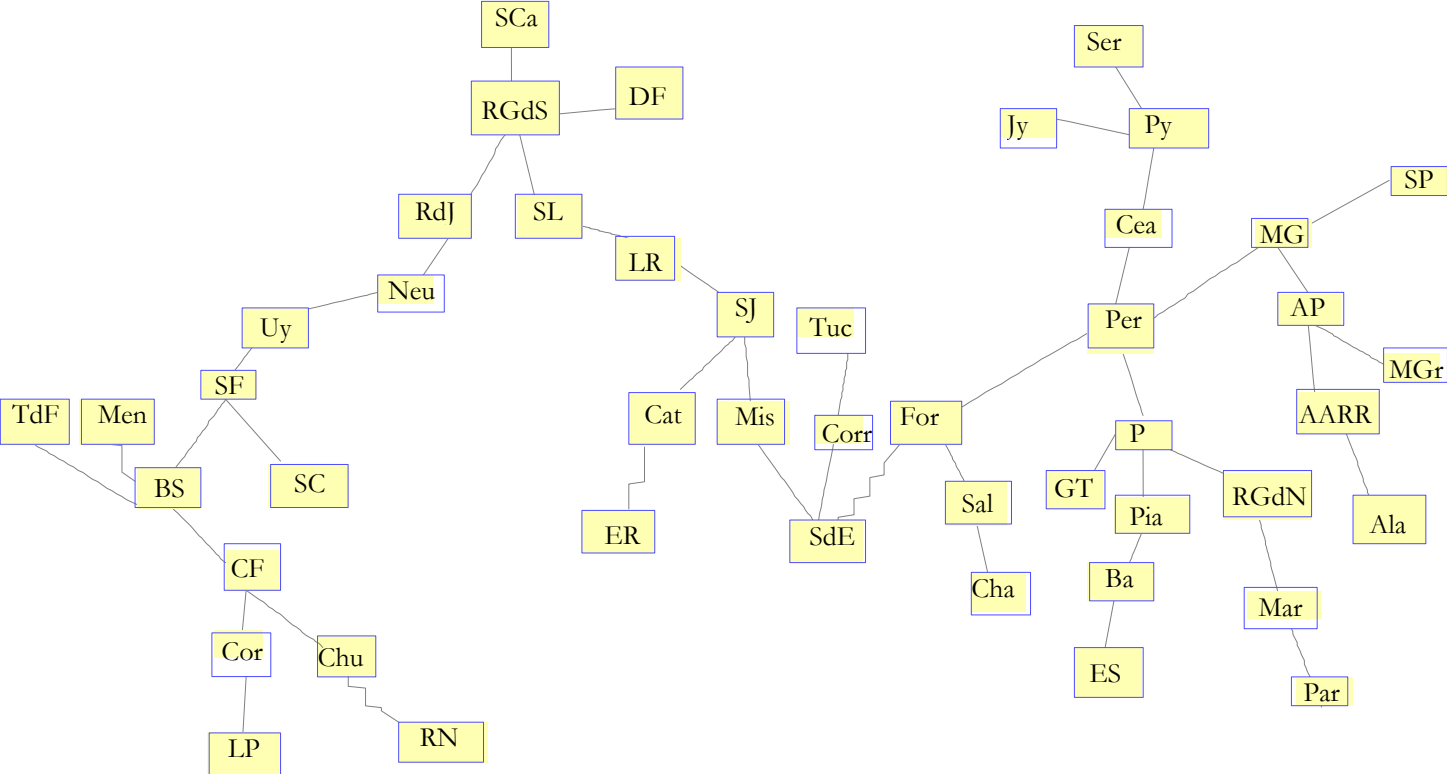 SCa
Ser
RGdS
DF
Jy
Py
SP
RdJ
SL
Cea
MG
LR
Neu
SJ
AP
Uy
Tuc
Per
MGr
SF
TdF
Men
Cat
Mis
Corr
For
P
AARR
BS
SC
GT
RGdN
Sal
Pia
Ala
ER
SdE
CF
Cha
Ba
Mar
Cor
Chu
ES
Par
LP
RN